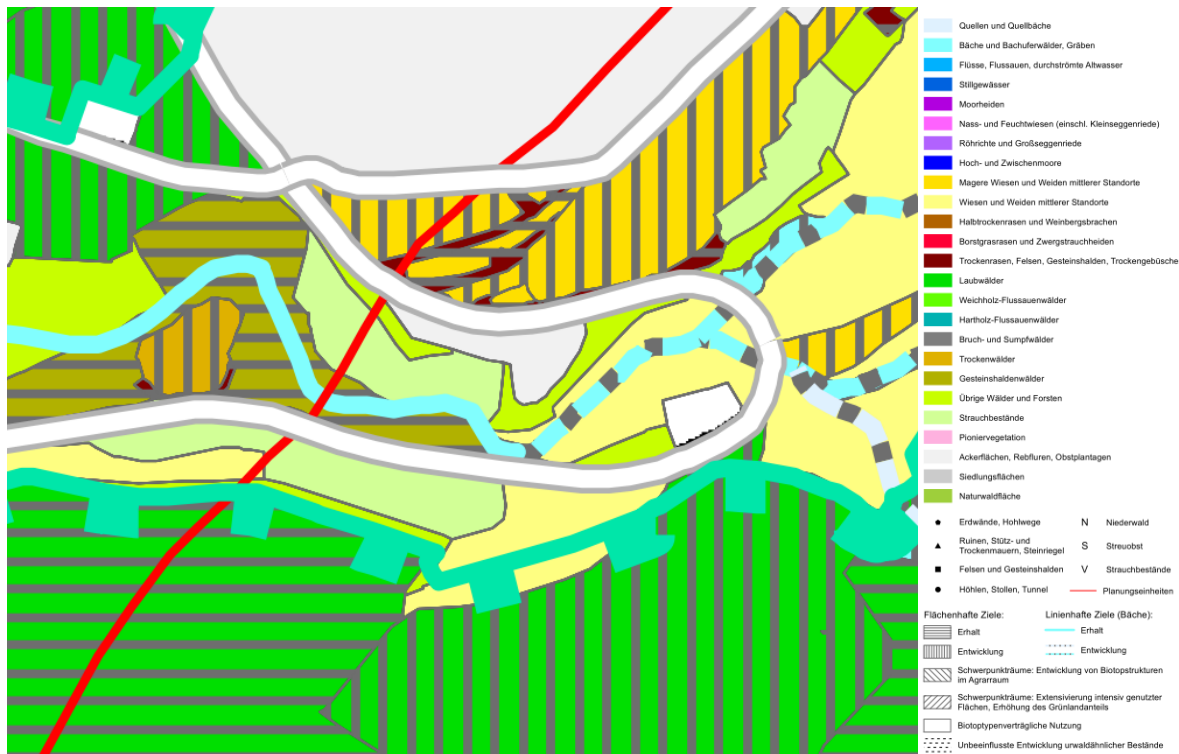 Quellen und Quellbäche
Bäche und Bachuferwälder, Gräben
Flüsse, Flussauen, durchströmte Altwasser
Stillgewässer
Moorheiden
Nass- und Feuchtwiesen (einschl. Kleinseggenriede)
Röhrichte und Großseggenriede
Hoch- und Zwischenmoore
Magere Wiesen und Weiden mittlerer Standorte
Wiesen und Weiden mittlerer Standorte
Halbtrockenrasen und Weinbergsbrachen
Borstgrasrasen und Zwergstrauchheiden
Trockenrasen, Felsen, Gesteinshalden, Trockengebüsche
Laubwälder
Weichholz-Flussauenwälder
Hartholz-Flussauenwälder
Bruch- und Sumpfwälder
Trockenwälder
Gesteinshaldenwälder
Übrige Wälder und Forsten
Strauchbestände
Pioniervegetation
Ackerflächen, Rebfluren, Obstplantagen
Siedlungsflächen
Naturwaldfläche
Erdwände, Hohlwege N Niederwald
Ruinen, Stütz- und
Trockenmauern, Steinriegel S Streuobst
Felsen und Gesteinshalden V Strauchbestände
Höhlen, Stollen, Tunnel Planungseinheiten
Flächenhafte Ziele: Linienhafte Ziele (Bäche):
Erhalt Erhalt
Entwicklung Entwicklung
Schwerpunkträume: Entwicklung von Biotopstrukturen
im Agrarraum
Schwerpunkträume: Extensivierung intensiv genutzter
Flächen, Erhöhung des Grünlandanteils
Biotoptypenverträgliche Nutzung
Unbeeinflusste Entwicklung urwaldähnlicher Bestände